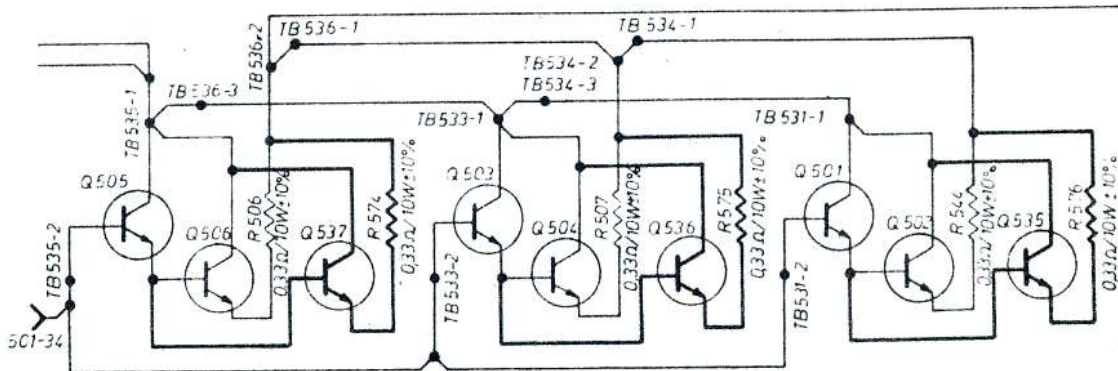 TB536-1
TB534-1
TB536-2
TB534-2
TB536-3
TB534-3
TB535-1
TB533-1
TB531-1
Q505
Q503
Q501
Q506
Q537
Q504
Q536
Q502
Q535
R506
0,33Ω/10W±10%
R574
0,33Ω/10W±10%
R507
0,33Ω/10W±10%
R575
0,33Ω/10W±10%
R544
0,33Ω/10W±10%
R576
0,33Ω/10W±10%
TB535-2
TB533-2
TB531-2
501-34